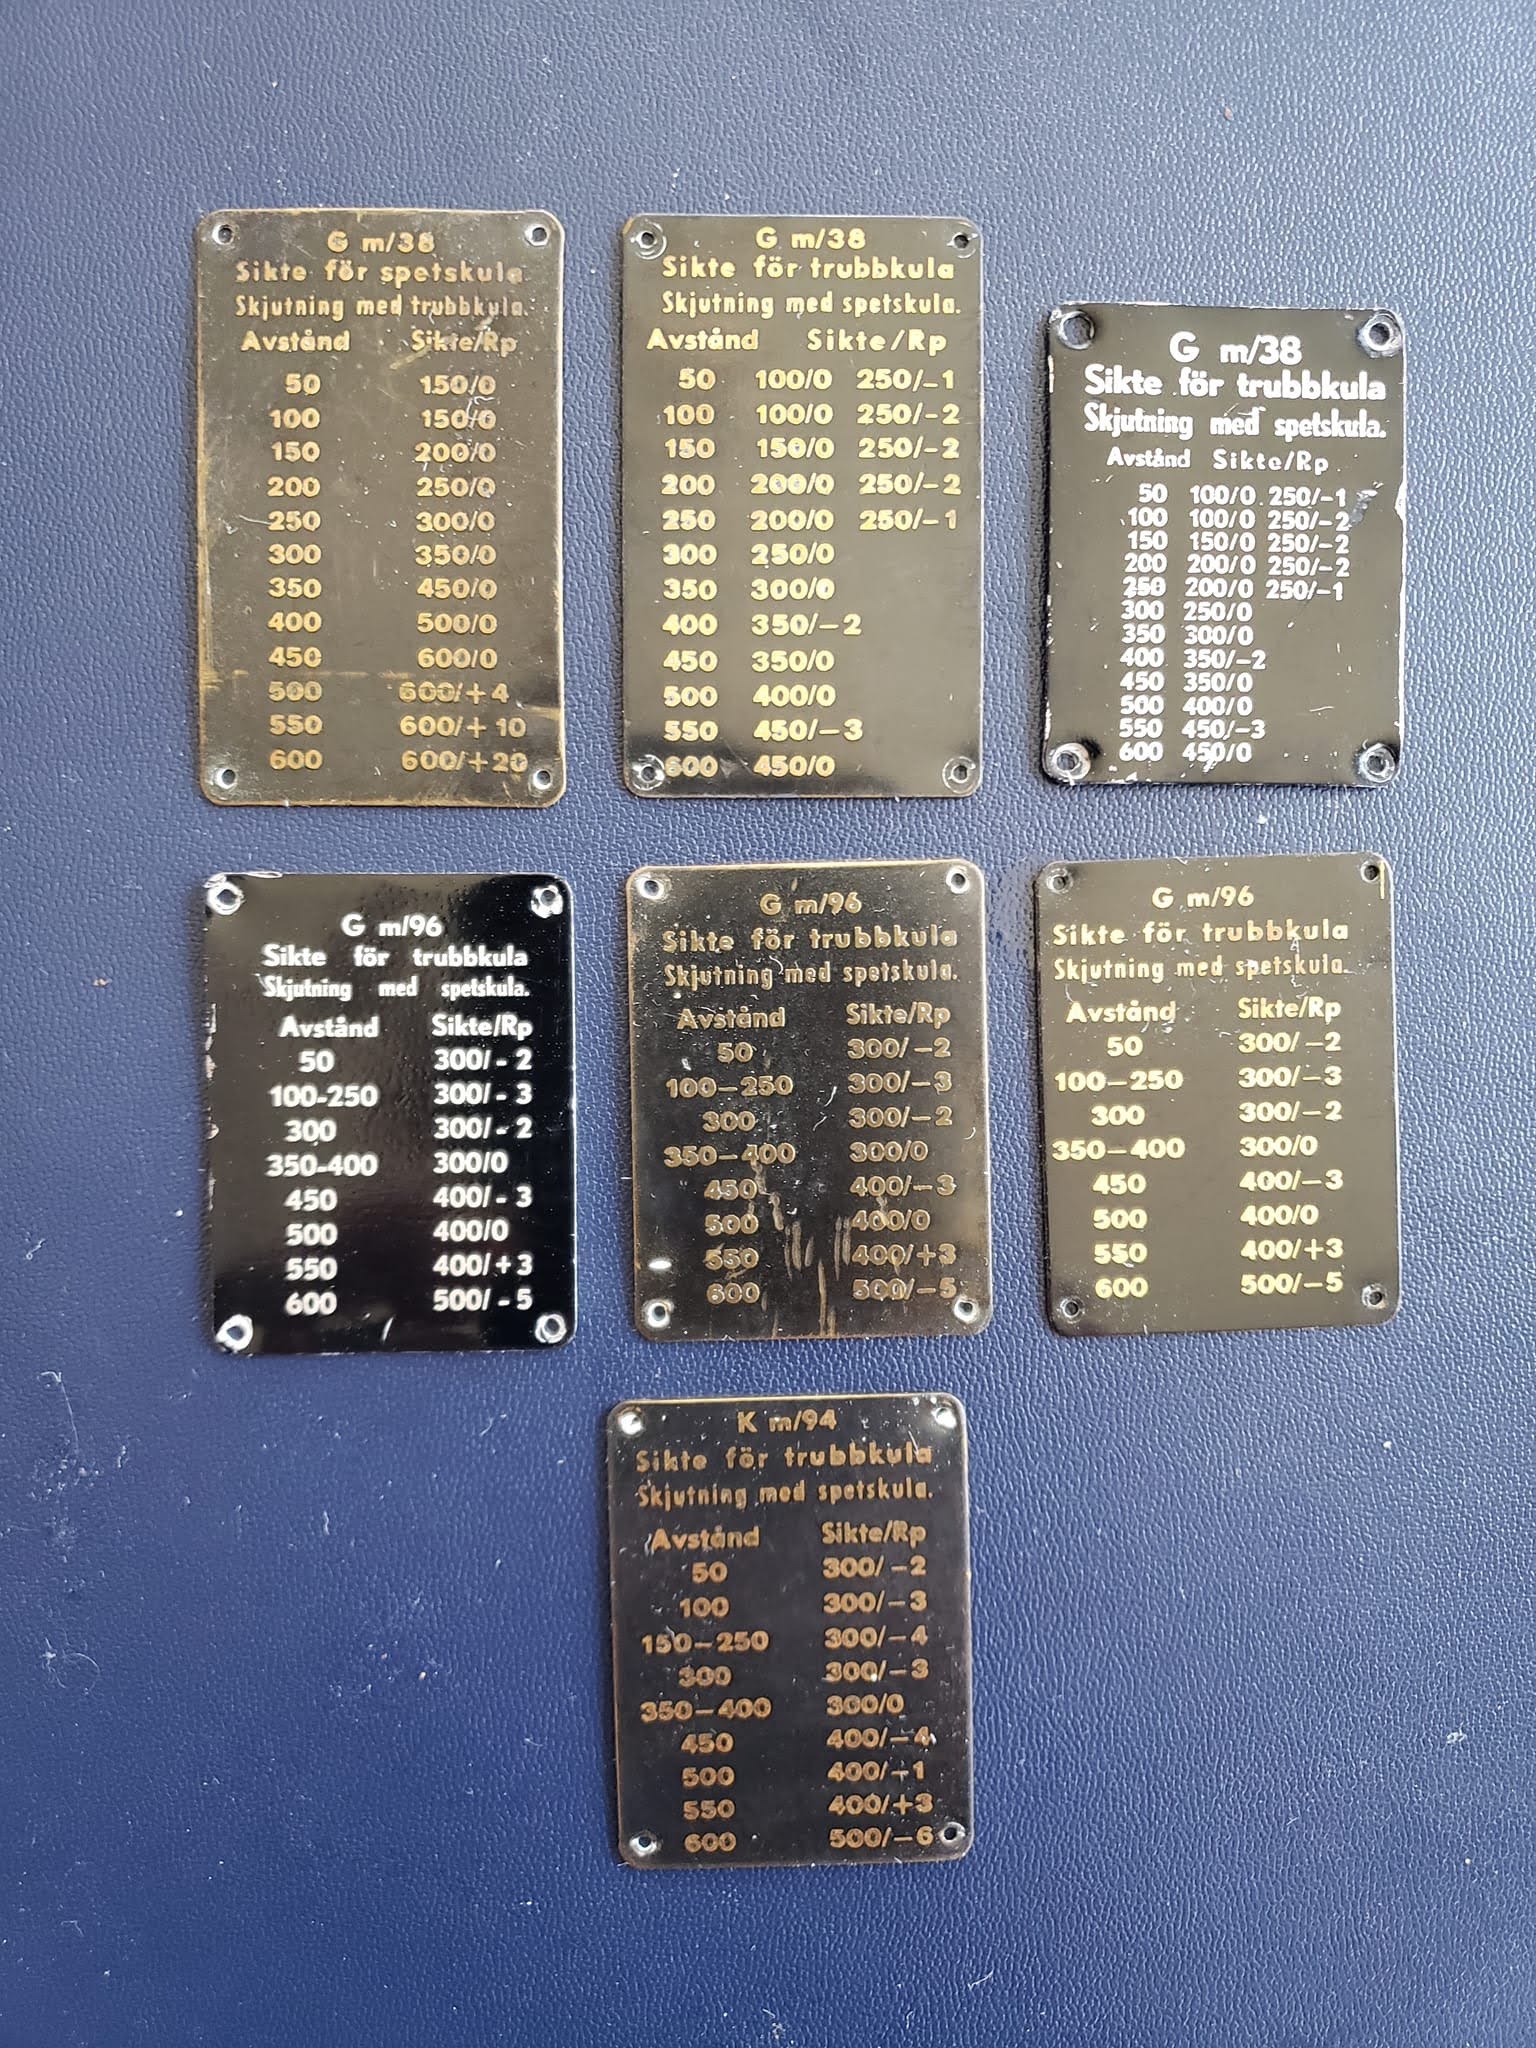 G m/38
Sikte för spetskula
Skjutning med trubbkula.
Avstånd Sikte/Rp
50 150/0
100 150/0
150 200/0
200 250/0
250 300/0
300 350/0
350 450/0
400 500/0
450 600/0
500 600/+4
550 600/+10
600 600/+20
G m/38
Sikte för trubbkula
Skjutning med spetskula.
Avstånd Sikte/Rp
50 100/0 250/-1
100 100/0 250/-2
150 150/0 250/-2
200 200/0 250/-2
250 200/0 250/-1
300 250/0
350 300/0
400 350/-2
450 350/0
500 400/0
550 450/-3
600 450/0
G m/38
Sikte för trubbkula
Skjutning med spetskula.
Avstånd Sikte/Rp
50 100/0 250/-1
100 100/0 250/-2
150 150/0 250/-2
200 200/0 250/-2
250 200/0 250/-1
300 250/0
350 300/0
400 350/-2
450 350/0
500 400/0
550 450/-3
600 450/0
G m/96
Sikte för trubbkula
Skjutning med spetskula.
Avstånd Sikte/Rp
50 300/-2
100-250 300/-3
300 300/-2
350-400 300/0
450 400/-3
500 400/0
550 400/+3
600 500/-5
G m/96
Sikte för trubbkula
Skjutning med spetskula.
Avstånd Sikte/Rp
50 300/-2
100-250 300/-3
300 300/-2
350-400 300/0
450 400/-3
500 400/0
550 400/+3
600 500/-5
G m/96
Sikte för trubbkula
Skjutning med spetskula.
Avstånd Sikte/Rp
50 300/-2
100-250 300/-3
300 300/-2
350-400 300/0
450 400/-3
500 400/0
550 400/+3
600 500/-5
K m/94
Sikte för trubbkula
Skjutning med spetskula.
Avstånd Sikte/Rp
50 300/-2
100 300/-3
150-250 300/-4
300 300/-3
350-400 300/0
450 400/-4
500 400/-1
550 400/+3
600 500/-6